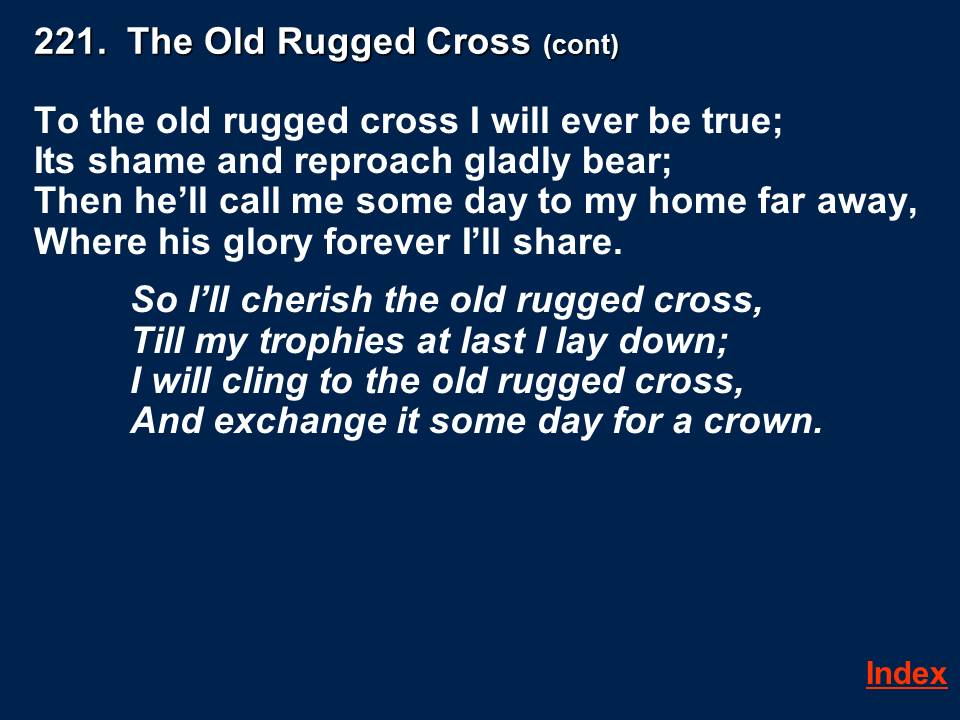 221. The Old Rugged Cross (cont)
To the old rugged cross I will ever be true;
Its shame and reproach gladly bear;
Then he’ll call me some day to my home far away,
Where his glory forever I’ll share.
So I’ll cherish the old rugged cross,
Till my trophies at last I lay down;
I will cling to the old rugged cross,
And exchange it some day for a crown.
Index